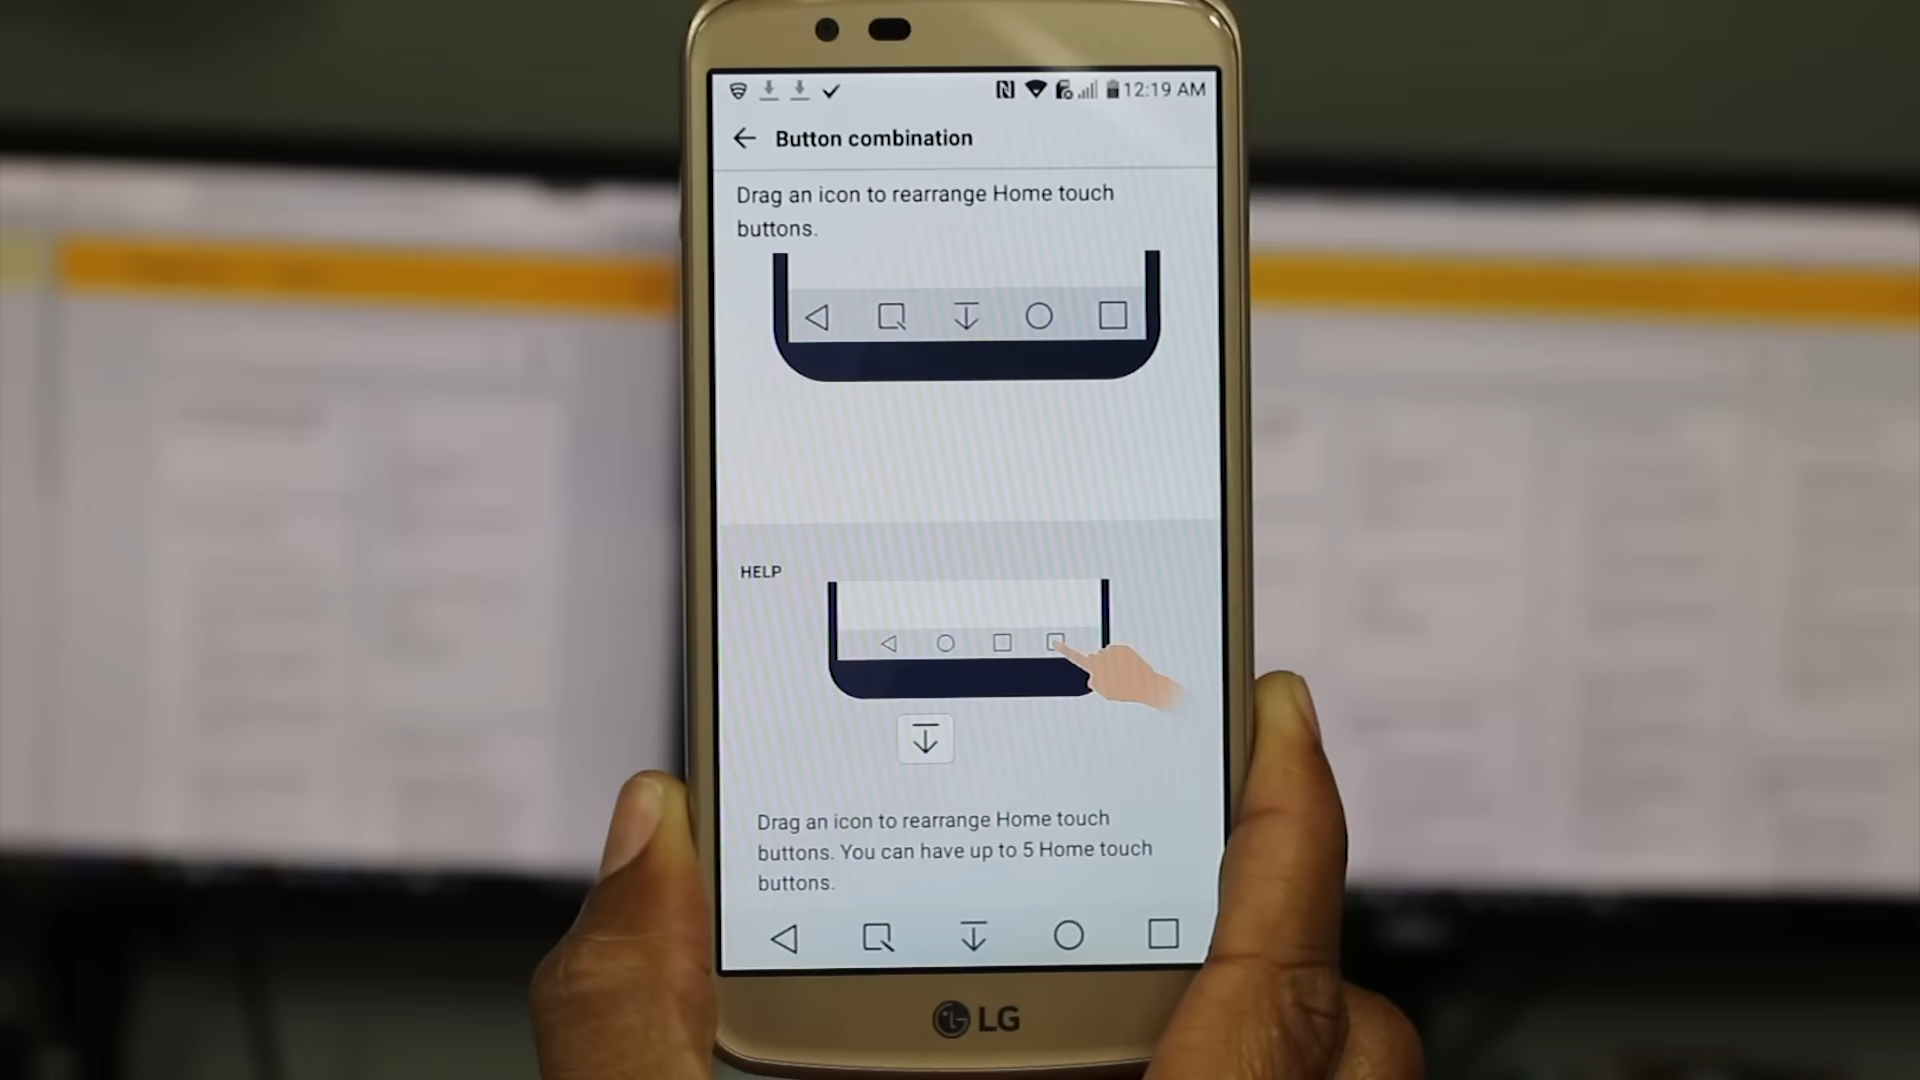 12:19 AM
Button combination
Drag an icon to rearrange Home touch
buttons.
HELP
Drag an icon to rearrange Home touch
buttons. You can have up to 5 Home touch
buttons.
LG